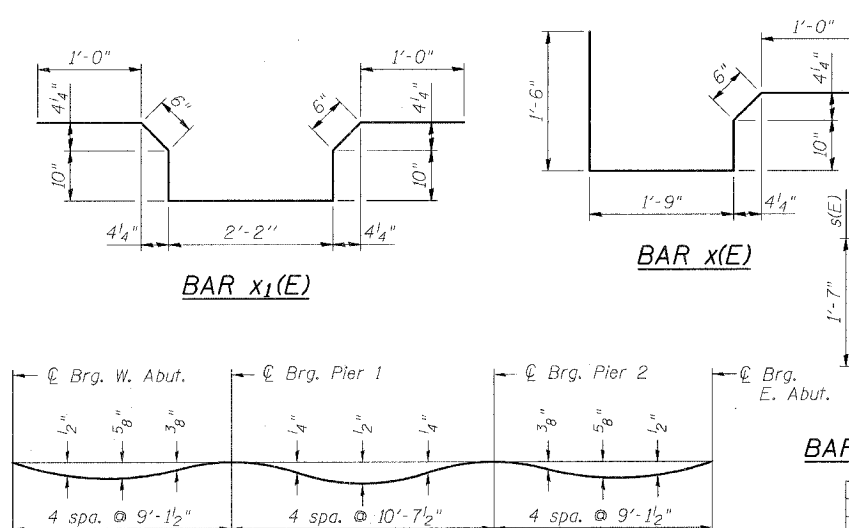 1'-0"
1'-0"
6"
6"
4¼"
4¼"
10"
10"
4¼"
2'-2"
4¼"
BAR x₁(E)
1'-0"
6"
4¼"
1'-6"
10"
1'-9"
4¼"
BAR x(E)
s(E)
1'-7"
BAR
℄ Brg. W. Abut.
℄ Brg. Pier 1
℄ Brg. Pier 2
℄ Brg.
E. Abut.
½"
⅝"
⅜"
¼"
½"
¼"
⅜"
⅝"
½"
4 spa. @ 9'-1½"
4 spa. @ 10'-7½"
4 spa. @ 9'-1½"